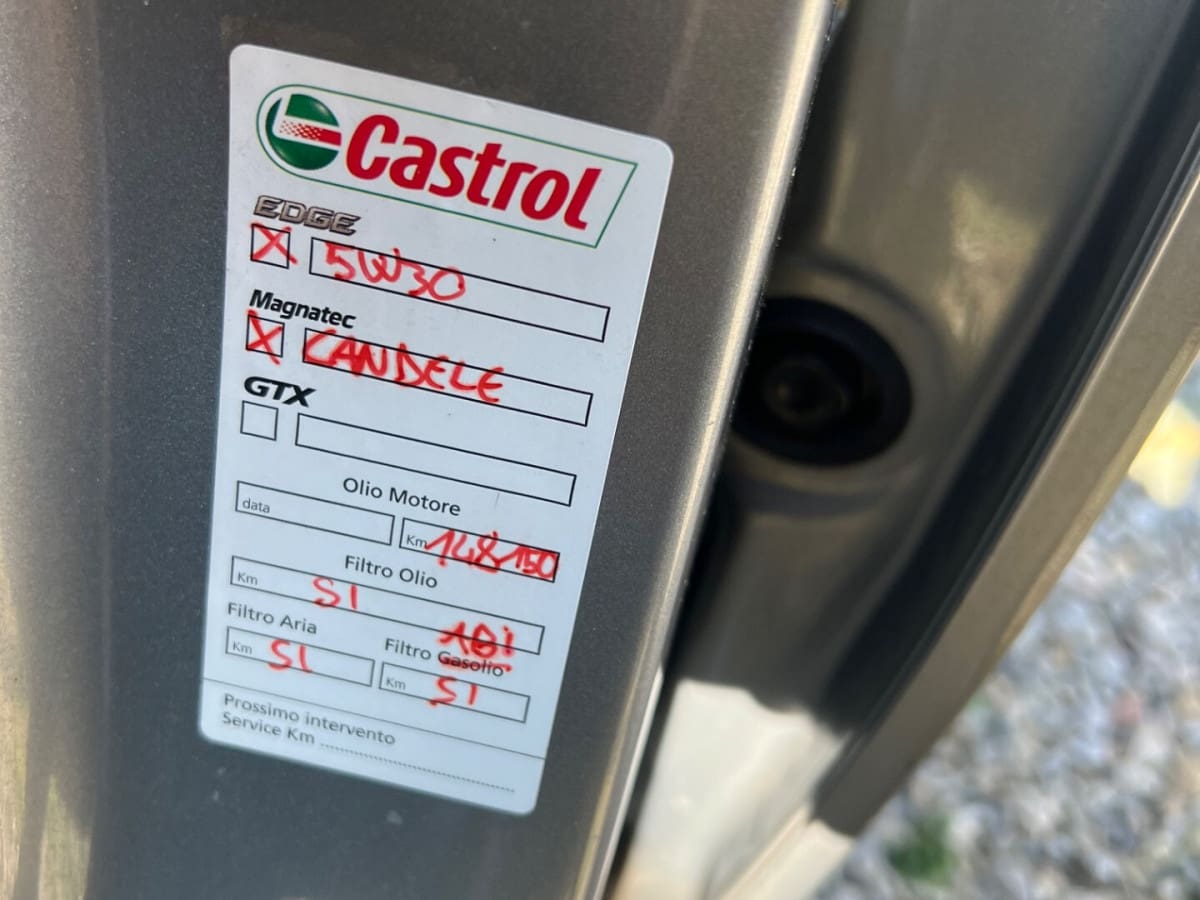 Castrol
EDGE
X 5W30
Magnatec
X CANDELE
GTX
Olio Motore
data Km 148150
Filtro Olio
Km SI
Filtro Aria Filtro Gasolio
Km SI Km SI
Prossimo intervento
Service Km